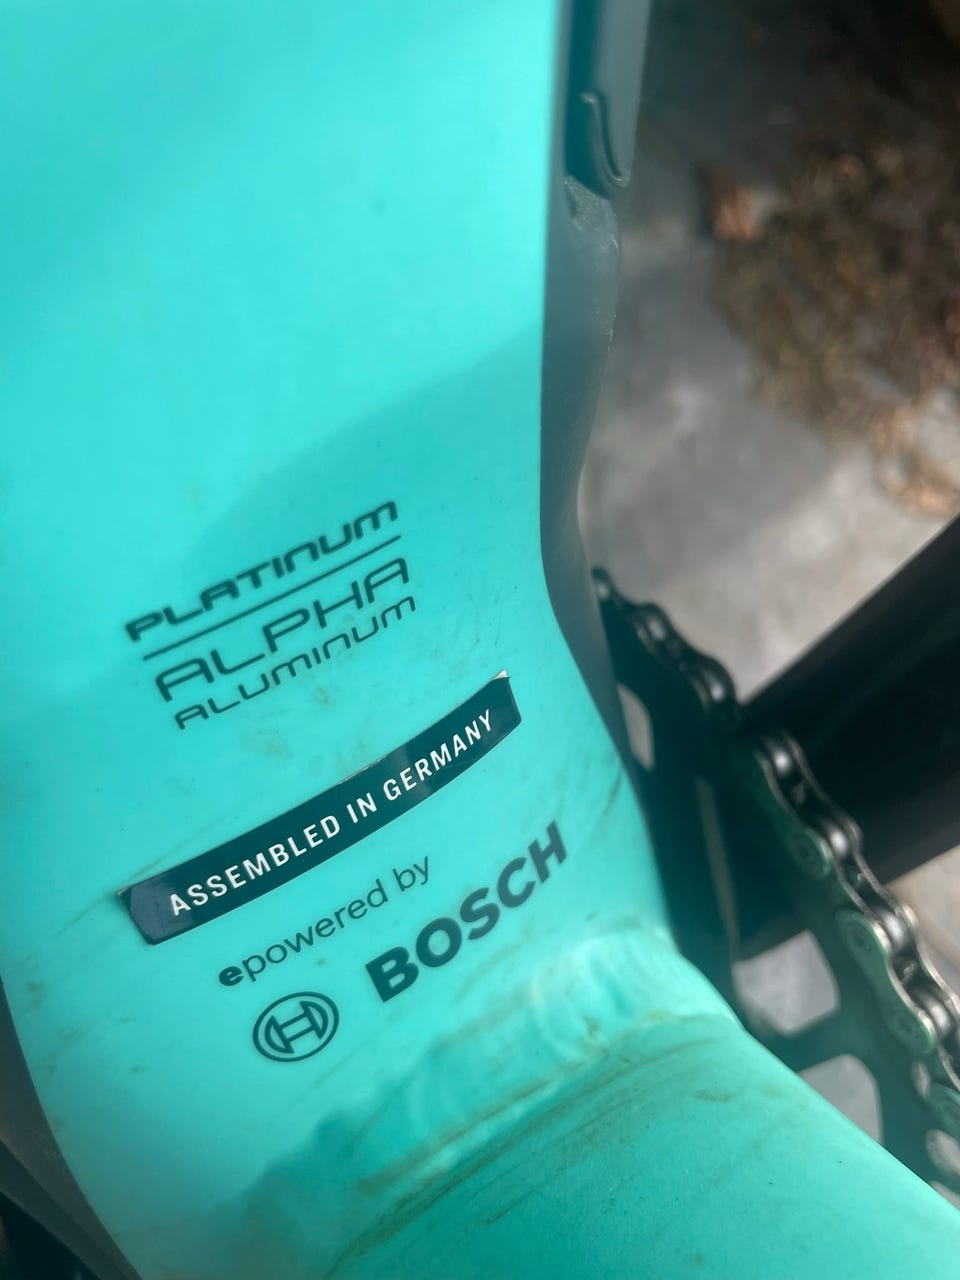 PLATINUM
ALPHA
ALUMINUM
ASSEMBLED IN GERMANY
epowered by
BOSCH